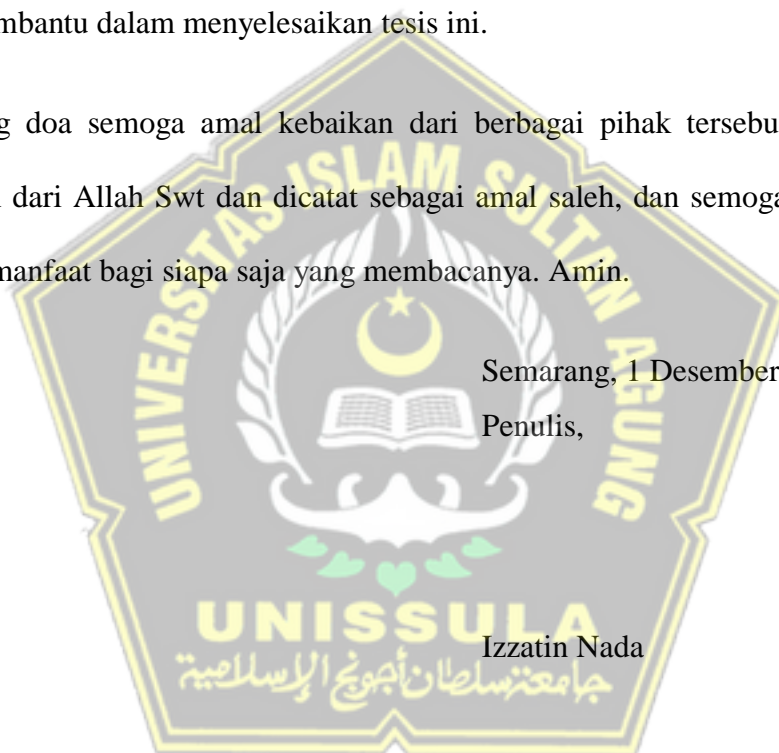 mbantu dalam menyelesaikan tesis ini.
g doa semoga amal kebaikan dari berbagai pihak tersebu
dari Allah Swt dan dicatat sebagai amal saleh, dan semoga
manfaat bagi siapa saja yang membacanya. Amin.
UNIVERSITAS ISLAM SULTAN AGUNG
Semarang, 1 Desember
Penulis,
Izzatin Nada
UNISSULA
جامعة سلطان أجونج الإسلامية